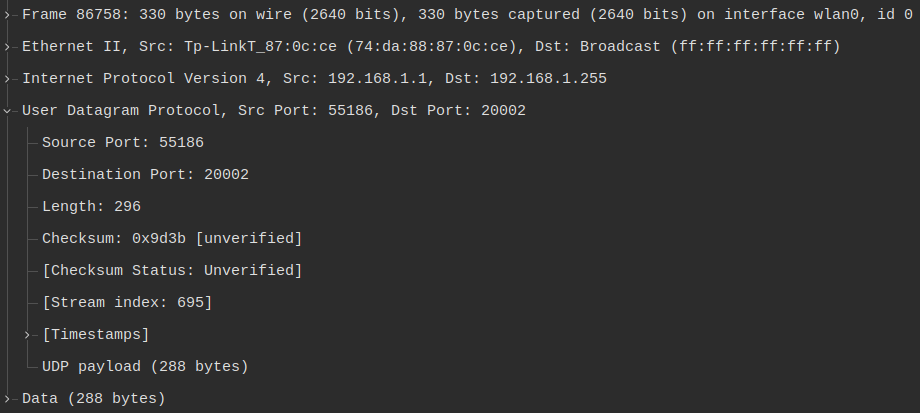 Frame 86758: 330 bytes on wire (2640 bits), 330 bytes captured (2640 bits) on interface wlan0, id 0
Ethernet II, Src: Tp-LinkT_87:0c:ce (74:da:88:87:0c:ce), Dst: Broadcast (ff:ff:ff:ff:ff:ff)
Internet Protocol Version 4, Src: 192.168.1.1, Dst: 192.168.1.255
User Datagram Protocol, Src Port: 55186, Dst Port: 20002
Source Port: 55186
Destination Port: 20002
Length: 296
Checksum: 0x9d3b [unverified]
[Checksum Status: Unverified]
[Stream index: 695]
[Timestamps]
UDP payload (288 bytes)
Data (288 bytes)